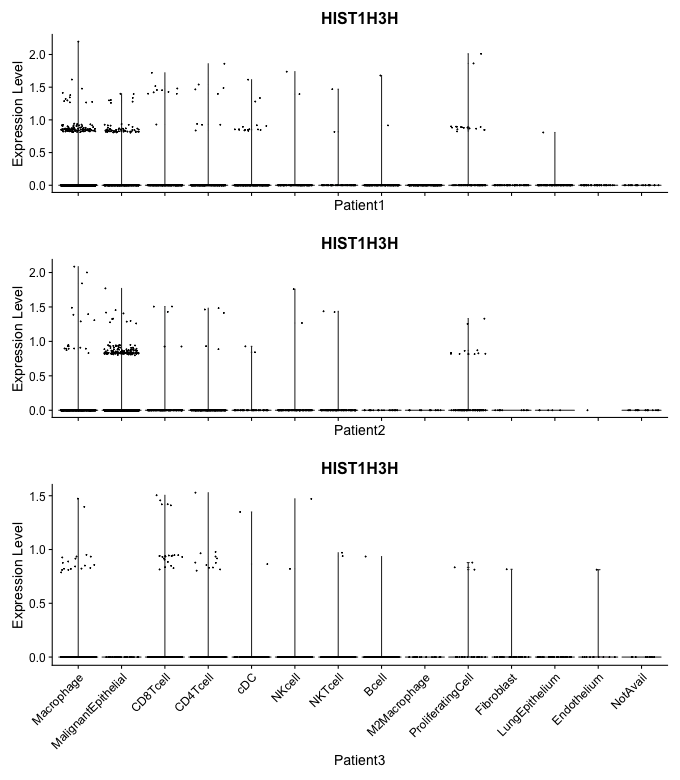 HIST1H3H
Expression Level
2.0
1.5
1.0
0.5
0.0
Patient1
HIST1H3H
Expression Level
2.0
1.5
1.0
0.5
0.0
Patient2
HIST1H3H
Expression Level
1.5
1.0
0.5
0.0
Macrophage
MalignantEpithelial
CD8Tcell
CD4Tcell
cDC
NKcell
NKTcell
Bcell
M2Macrophage
ProliferatingCell
Fibroblast
LungEpithelium
Endothelium
NotAvail
Patient3